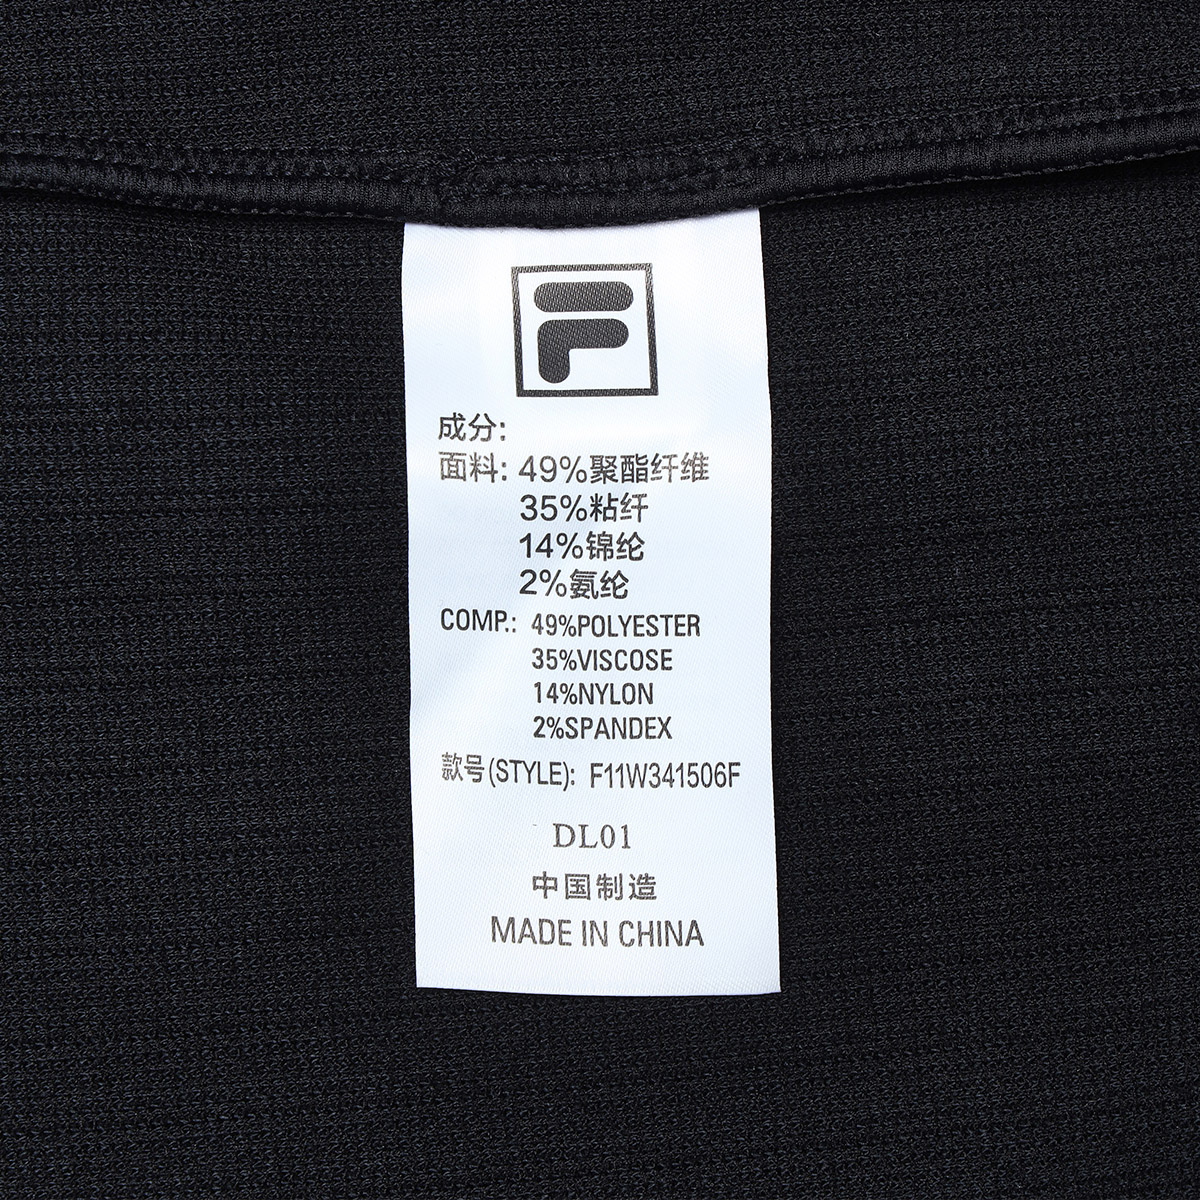 F
成分:
面料: 49%聚酯纤维
35%粘纤
14%锦纶
2%氨纶
COMP.: 49%POLYESTER
35%VISCOSE
14%NYLON
2%SPANDEX
款号(STYLE): F11W341506F
DL01
中国制造
MADE IN CHINA